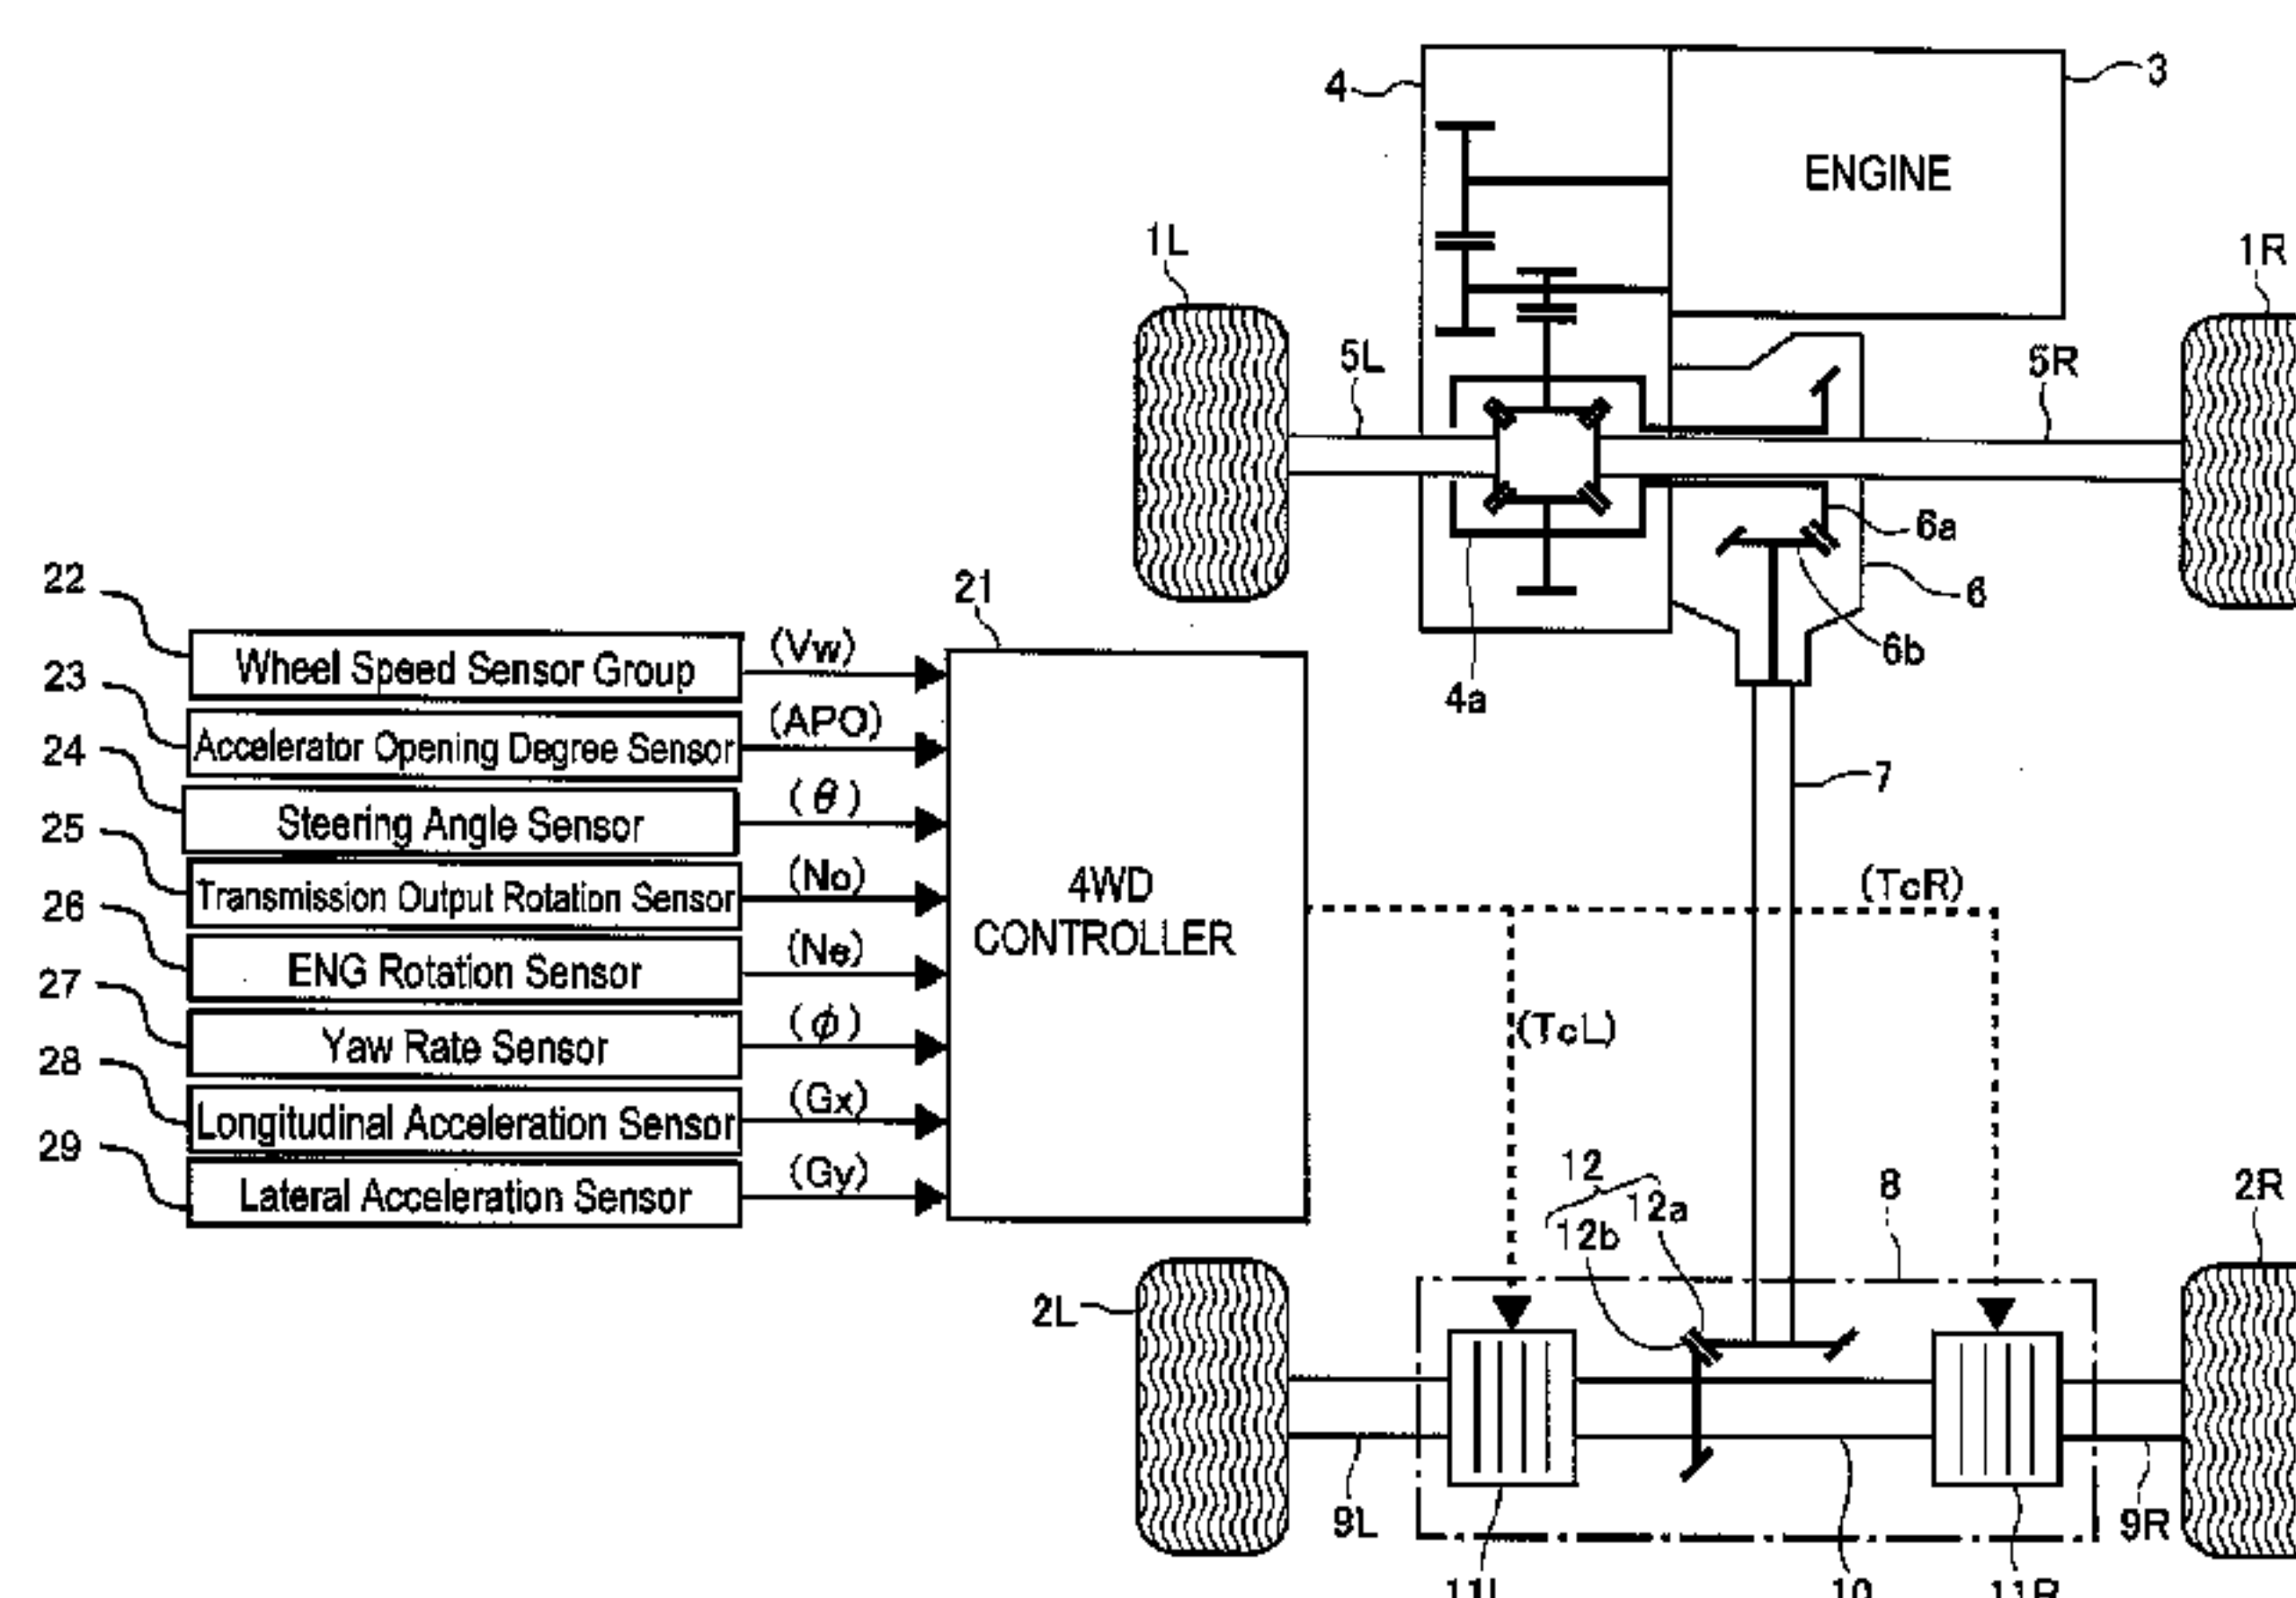 4
3
ENGINE
1L
1R
5L
5R
6a
6
6b
4a
22
Wheel Speed Sensor Group
(Vw)
21
23
Accelerator Opening Degree Sensor
(APO)
24
Steering Angle Sensor
(θ)
7
25
Transmission Output Rotation Sensor
(No)
4WD
CONTROLLER
(TcR)
26
ENG Rotation Sensor
(Ne)
27
Yaw Rate Sensor
(ϕ)
(TcL)
28
Longitudinal Acceleration Sensor
(Gx)
29
Lateral Acceleration Sensor
(Gy)
12
12a
12b
8
2R
2L
9L
9R
11L
10
11R